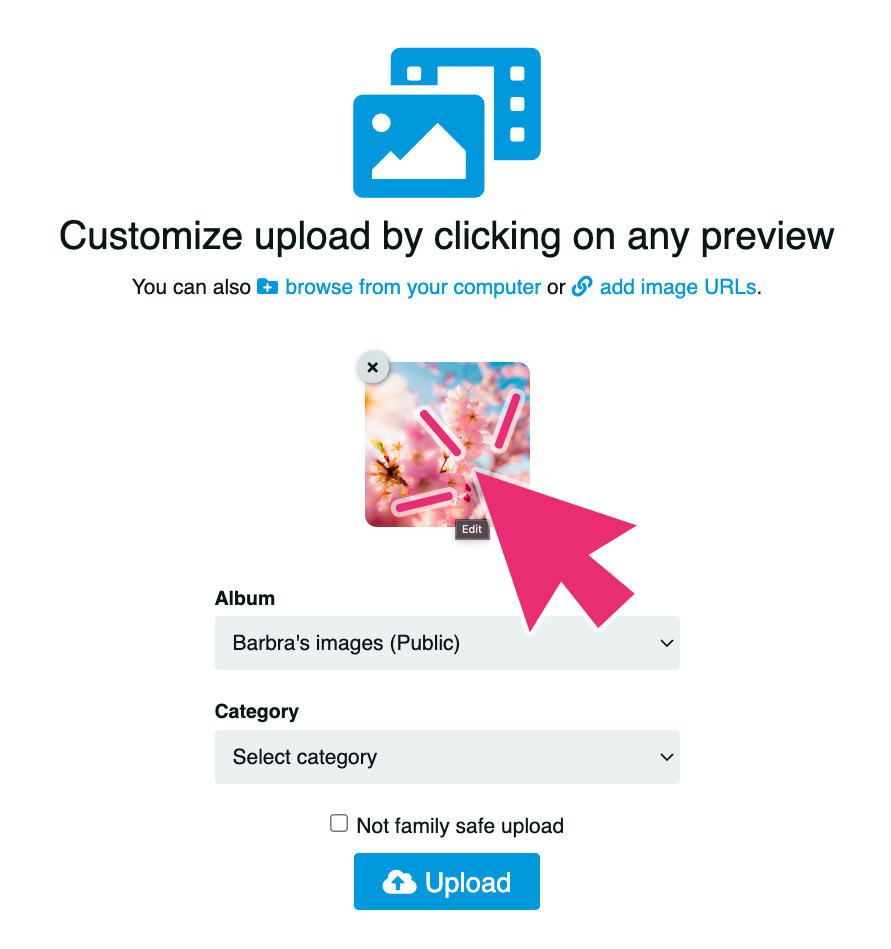 Customize upload by clicking on any preview
You can also browse from your computer or add image URLs.
Edit
Album
Barbra's images (Public)
Category
Select category
Not family safe upload
Upload